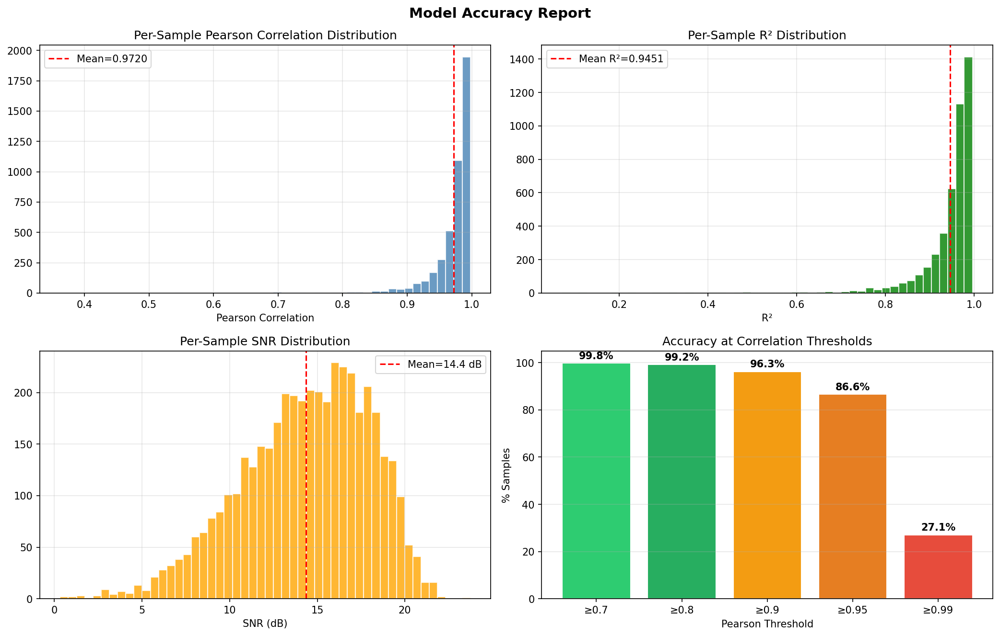 Model Accuracy Report
Per-Sample Pearson Correlation Distribution
Mean=0.9720
2000
1750
1500
1250
1000
750
500
250
0
0.4 0.5 0.6 0.7 0.8 0.9 1.0
Pearson Correlation
Per-Sample R² Distribution
Mean R²=0.9451
1400
1200
1000
800
600
400
200
0
0.2 0.4 0.6 0.8 1.0
R²
Per-Sample SNR Distribution
Mean=14.4 dB
200
150
100
50
0
0 5 10 15 20
SNR (dB)
Accuracy at Correlation Thresholds
99.8% 99.2% 96.3% 86.6% 27.1%
% Samples
100
80
60
40
20
0
≥0.7 ≥0.8 ≥0.9 ≥0.95 ≥0.99
Pearson Threshold